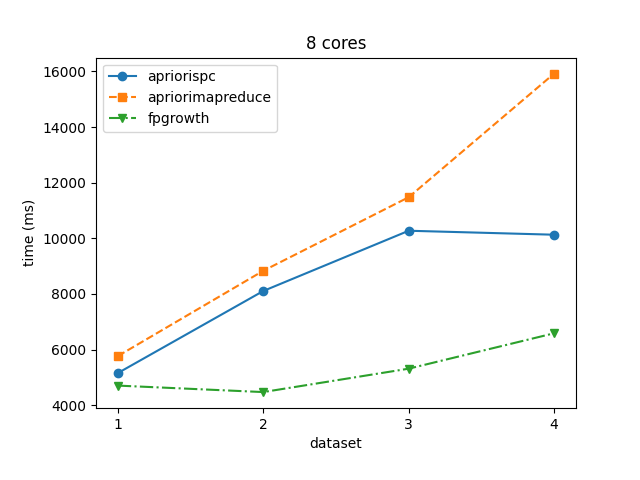 8 cores
apriorispc
apriorimapreduce
fpgrowth
time (ms)
16000
14000
12000
10000
8000
6000
4000
1 2 3 4
dataset